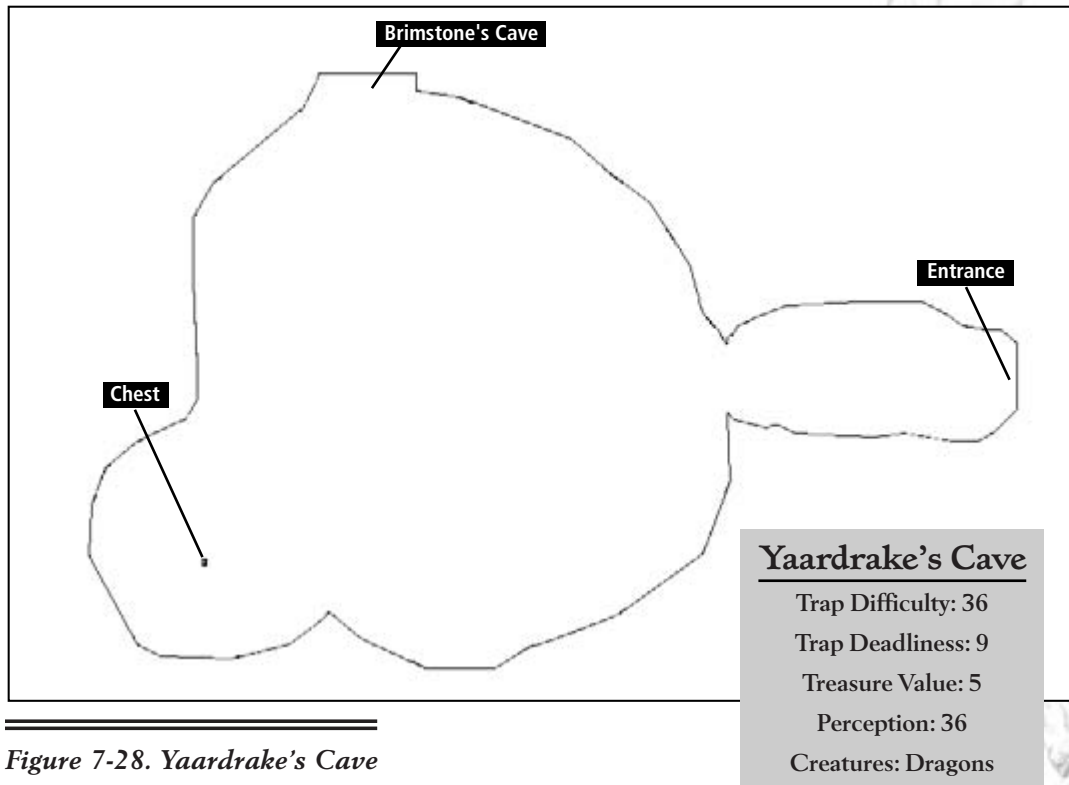 Brimstone's Cave
Entrance
Chest
Yaardrake's Cave
Trap Difficulty: 36
Trap Deadliness: 9
Treasure Value: 5
Perception: 36
Creatures: Dragons
Figure 7-28. Yaardrake's Cave